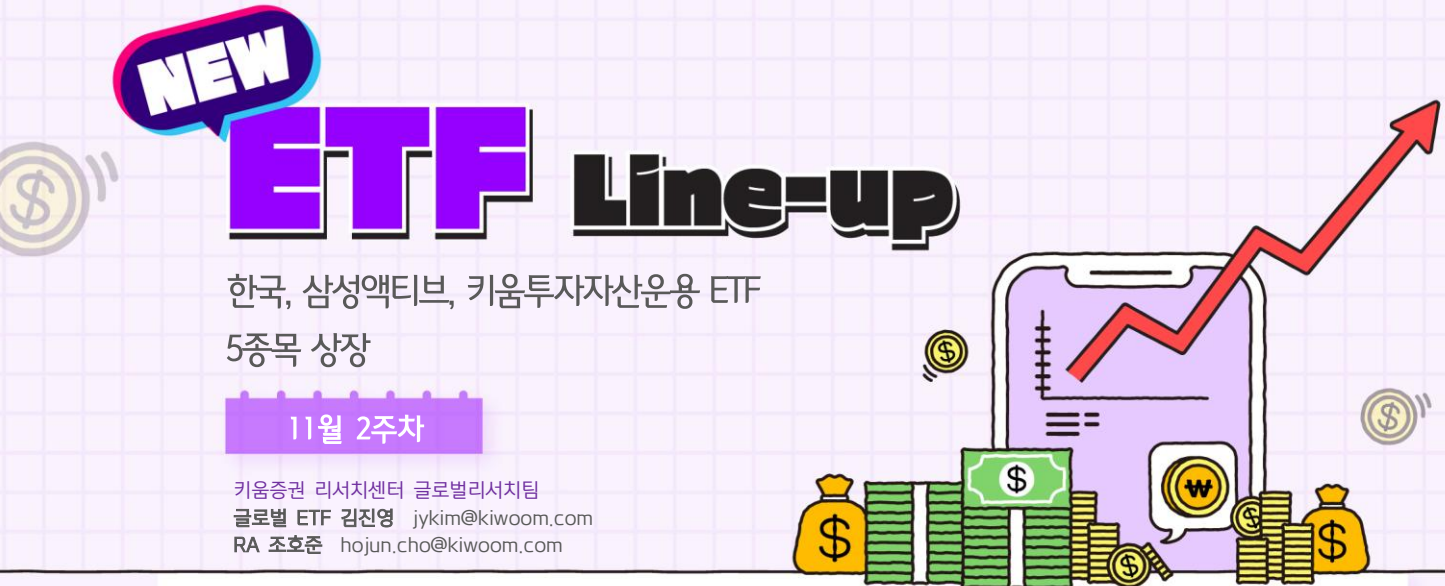 NEW
ETF Line-up
한국, 삼성액티브, 키움투자자산운용 ETF
5종목 상장
11월 2주차
키움증권 리서치센터 글로벌리서치팀
글로벌 ETF 김진영 jykim@kiwoom.com
RA 조호준 hojun.cho@kiwoom.com